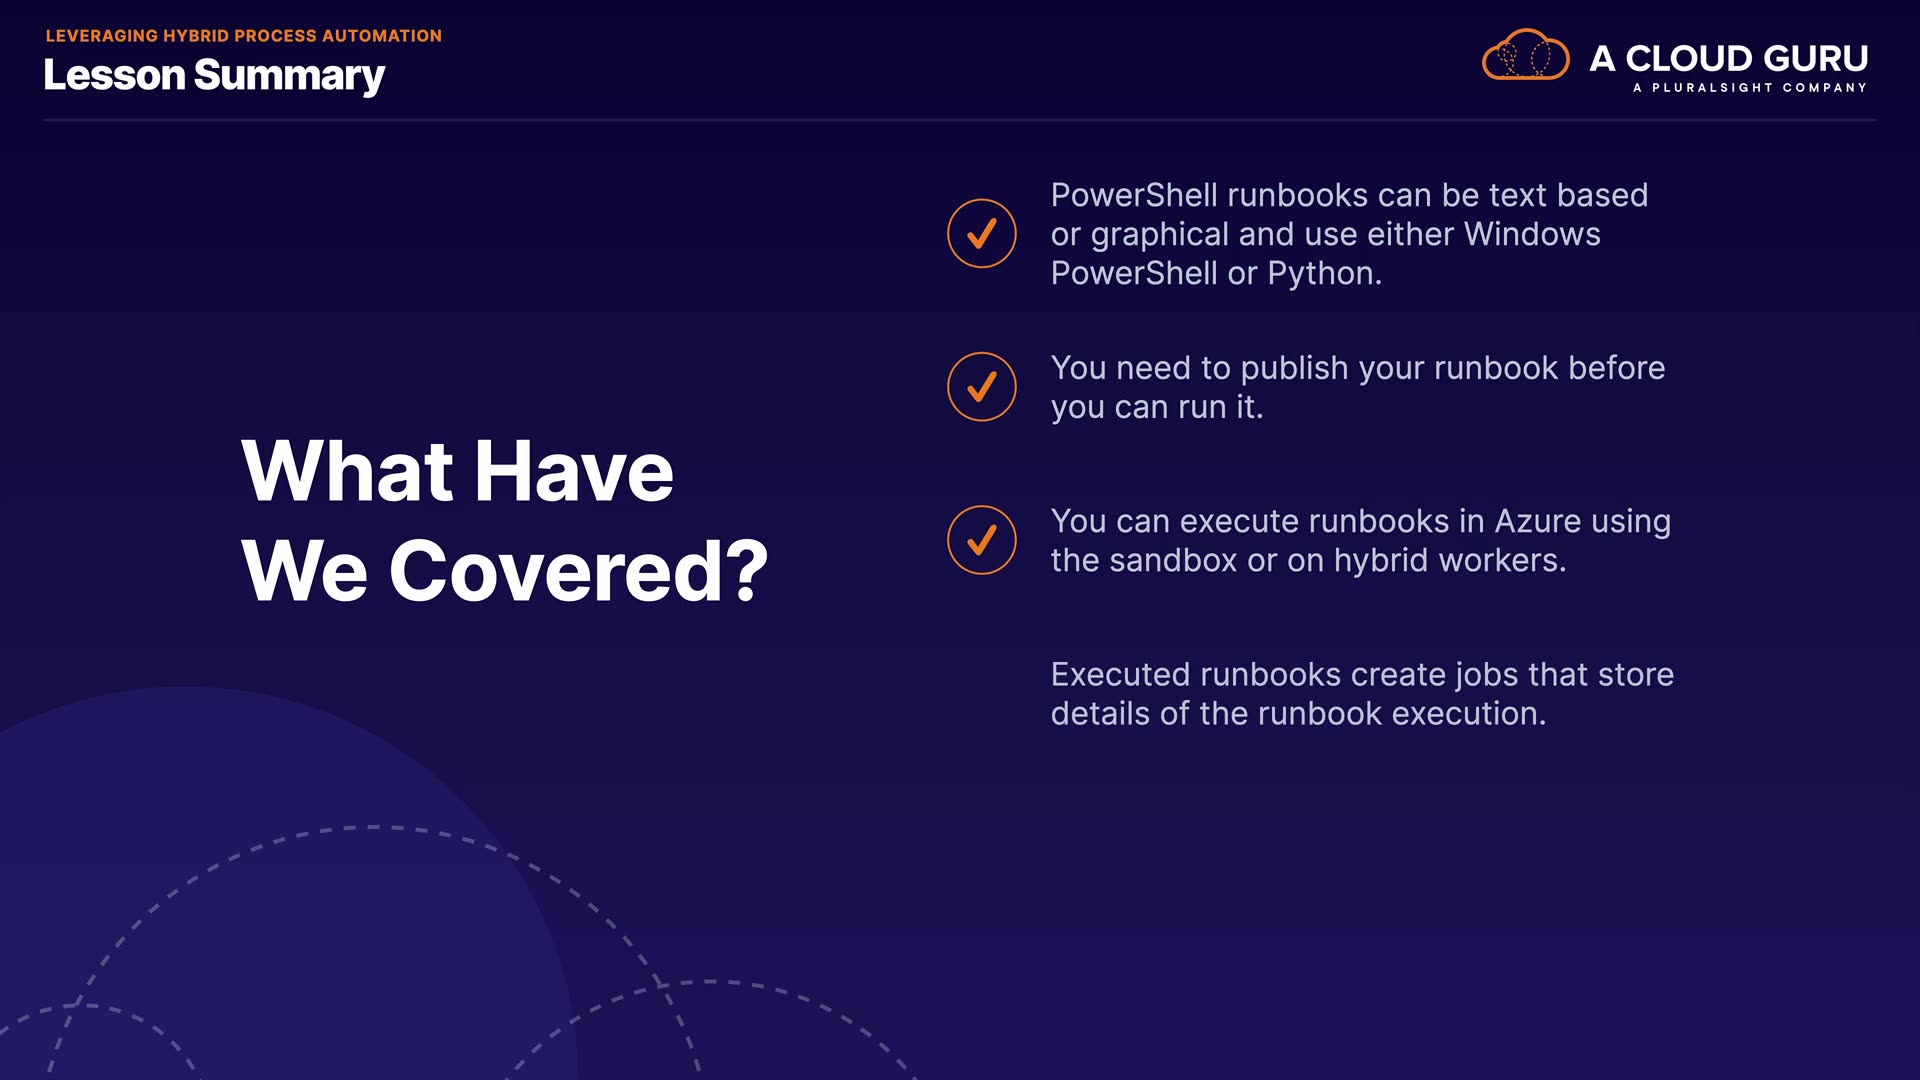 LEVERAGING HYBRID PROCESS AUTOMATION
Lesson Summary
A CLOUD GURU
A PLURALSIGHT COMPANY
What Have
We Covered?
PowerShell runbooks can be text based
or graphical and use either Windows
PowerShell or Python.
You need to publish your runbook before
you can run it.
You can execute runbooks in Azure using
the sandbox or on hybrid workers.
Executed runbooks create jobs that store
details of the runbook execution.